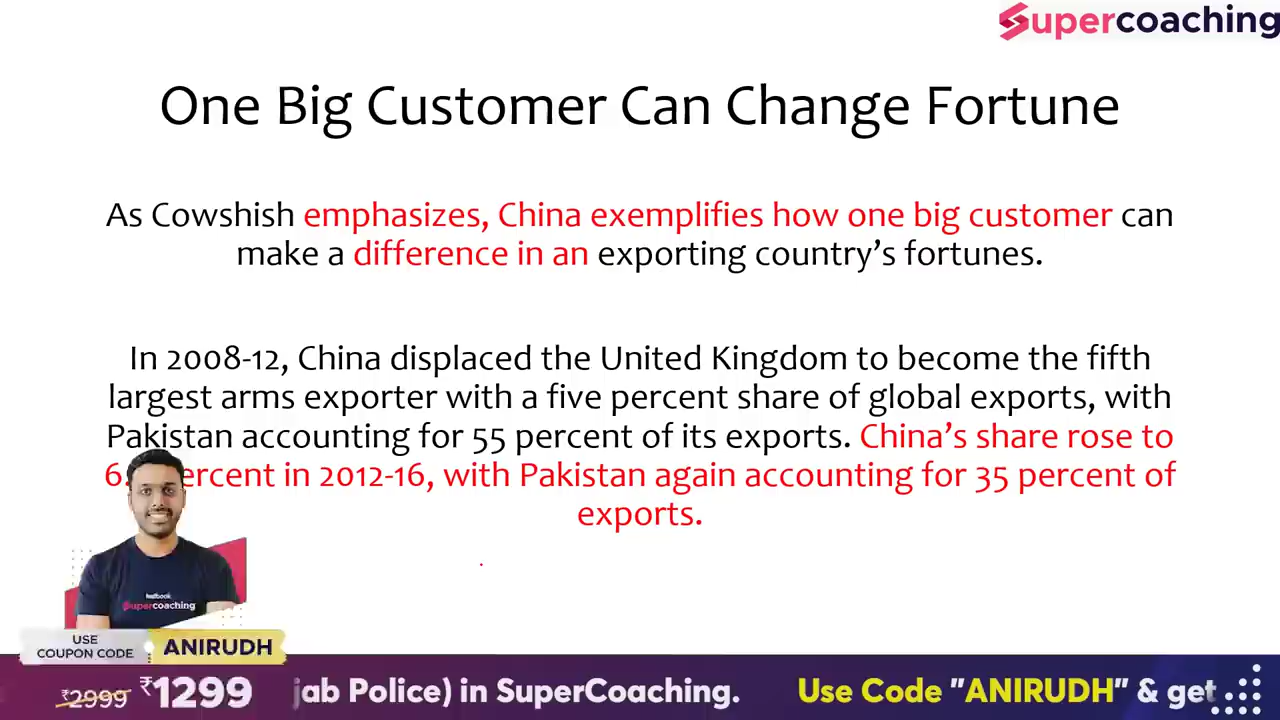 Supercoaching
One Big Customer Can Change Fortune
As Cowshish emphasizes, China exemplifies how one big customer can
make a difference in an exporting country’s fortunes.
In 2008-12, China displaced the United Kingdom to become the fifth
largest arms exporter with a five percent share of global exports, with
Pakistan accounting for 55 percent of its exports. China’s share rose to
in 2012-16, with Pakistan again accounting for 35 percent of
exports.
testbook
Supercoaching
USE
COUPON CODE
ANIRUDH
₹2999 ₹1299
jab Police) in SuperCoaching. Use Code "ANIRUDH" & get